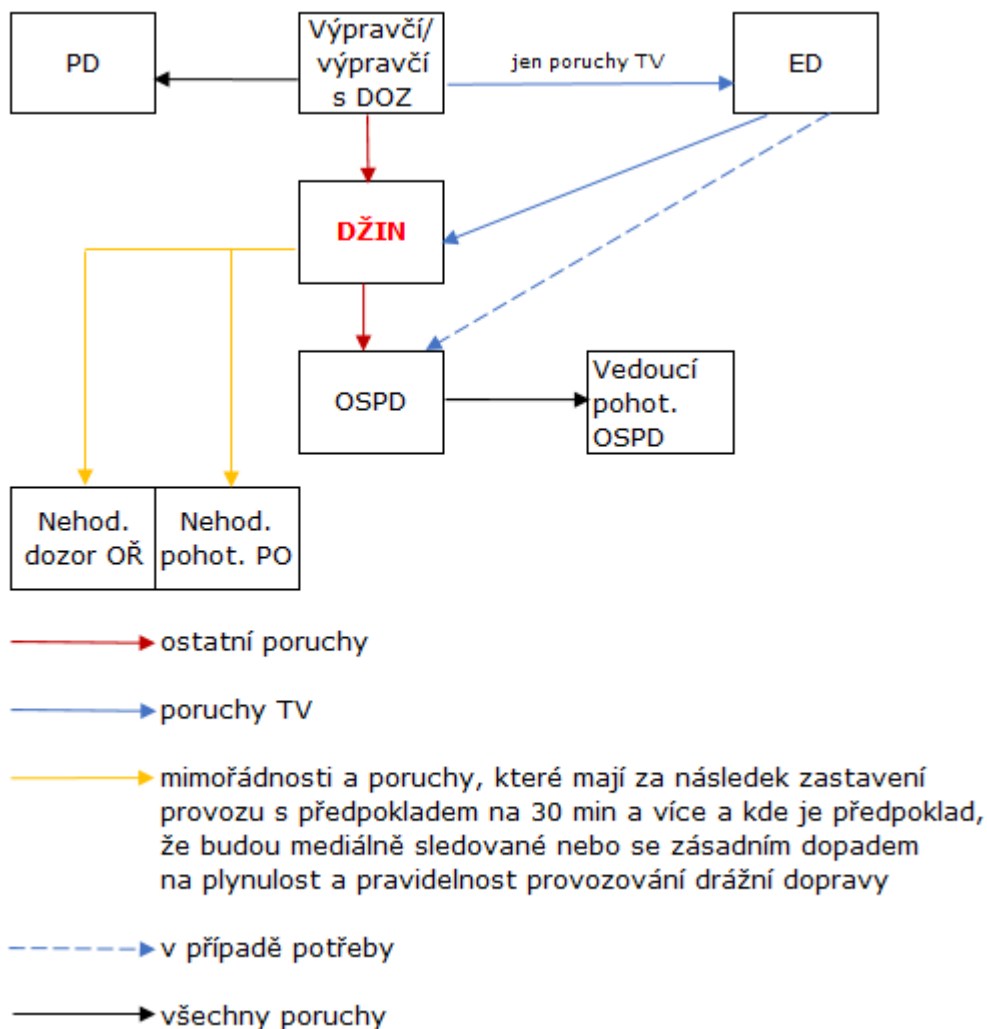 PD
Výpravčí/
výpravčí
s DOZ
jen poruchy TV
ED
DŽIN
OSPD
Vedoucí
pohot.
OSPD
Nehod.
dozor OŘ
Nehod.
pohot. PO
ostatní poruchy
poruchy TV
mimořádnosti a poruchy, které mají za následek zastavení
provozu s předpokladem na 30 min a více a kde je předpoklad,
že budou mediálně sledované nebo se zásadním dopadem
na plynulost a pravidelnost provozování drážní dopravy
v případě potřeby
všechny poruchy